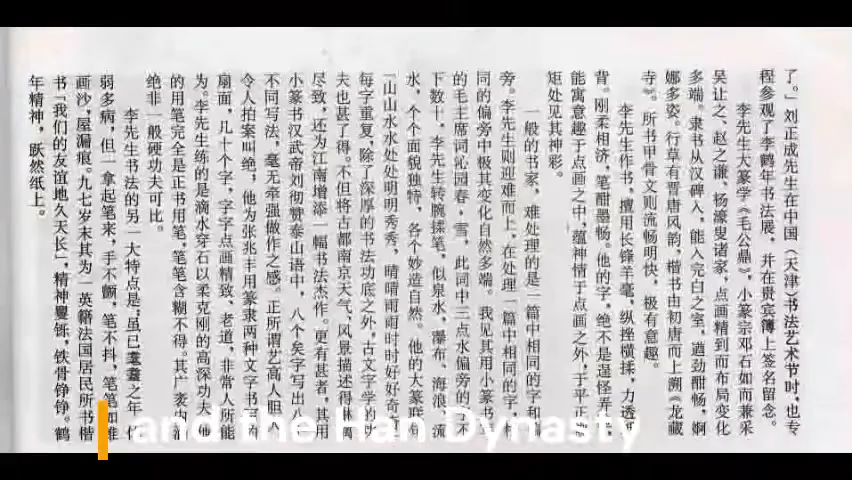 了。”刘正成先生在中国（天津）书法艺术节时，也专
程参观了李鹤年书法展，并在贵宾簿上签名留念。
李先生大篆学《毛公鼎》，小篆宗邓石如而兼采
吴让之、赵之谦、杨濠叟诸家，点画精到而布局变化
多端。隶书从汉碑入，能入完白之室，遒劲酣畅，婀
娜多姿。行草有晋唐风韵，楷书由初唐而上溯《龙藏
寺》。所书甲骨文则流畅明快，极有意趣。
李先生作书，擅用长锋羊毫，纵挫横揉，力透
背。刚柔相济，笔酣墨畅。他的字，绝不是逞怪弄
能寓意趣于点画之中，蕴神情于点画之外，于平正
矩处见其神彩。
一般的书家，难处理的是一篇中相同的字和
旁。李先生则迎难而上，在处理一篇中相同的字，
同的偏旁中极其变化自然多端。我见其用小篆书
的毛主席词沁园春，雪，此词中三点水偏旁的
下数十，李先生转腕揉笔，似泉水，瀑布，海浪，流
水，个个面貌独特，各个妙造自然。他的大篆联
“山山水水处处明明秀秀，晴晴雨雨时时好好奇
每字重复，除了深厚的书法功底之外，古文字学的
夫也甚了得。不但将古都南京天气、风景描述得
尽致，还为江南增添一幅书法杰作。更有甚者，其用
小篆书汉武帝刘彻赞泰山语中，八个矣字写出八
不同写法，毫无牵强做作之感。正所谓艺高人胆
令人拍案叫绝，他为张兆丰用篆隶两种文字书写的
扇面，几十个字，字字点画精致、老道，非常人所能
为。李先生练的是滴水穿石以柔克刚的高深功夫，他
的用笔完全是正书用笔，笔笔含糊不得。其广袤内
绝非一般硬功夫可比。
李先生书法的另一大特点是：虽已耄耋之年，
弱多病，但一拿起笔来，手不颤，笔不抖，笔笔如锥
画沙，屋漏痕。九七岁末其为一英籍法国居民所书楷
书“我们的友谊地久天长”，精神矍铄，铁骨铮铮。鹤
年精神，跃然纸上。
and the Han Dynasty